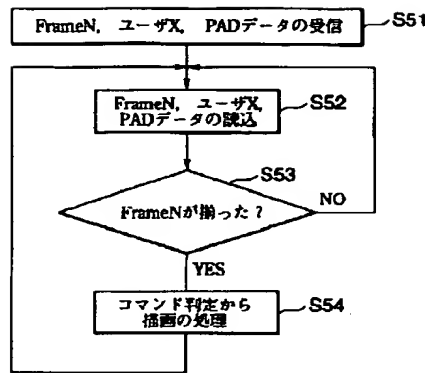 FrameN, ユーザX, PADデータの受信
S51
FrameN, ユーザX,
PADデータの読込
S52
S53
FrameNが揃った?
NO
YES
コマンド判定から
描画の処理
S54